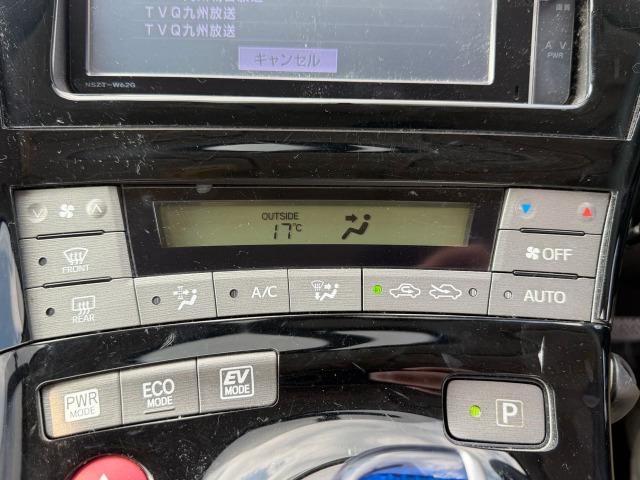 TVQ九州放送
TVQ九州放送
キャンセル
NSZT-W62G
AV
PWR
OUTSIDE
17°C
FRONT
OFF
REAR
A/C
AUTO
PWR
MODE
ECO
MODE
EV
MODE
P